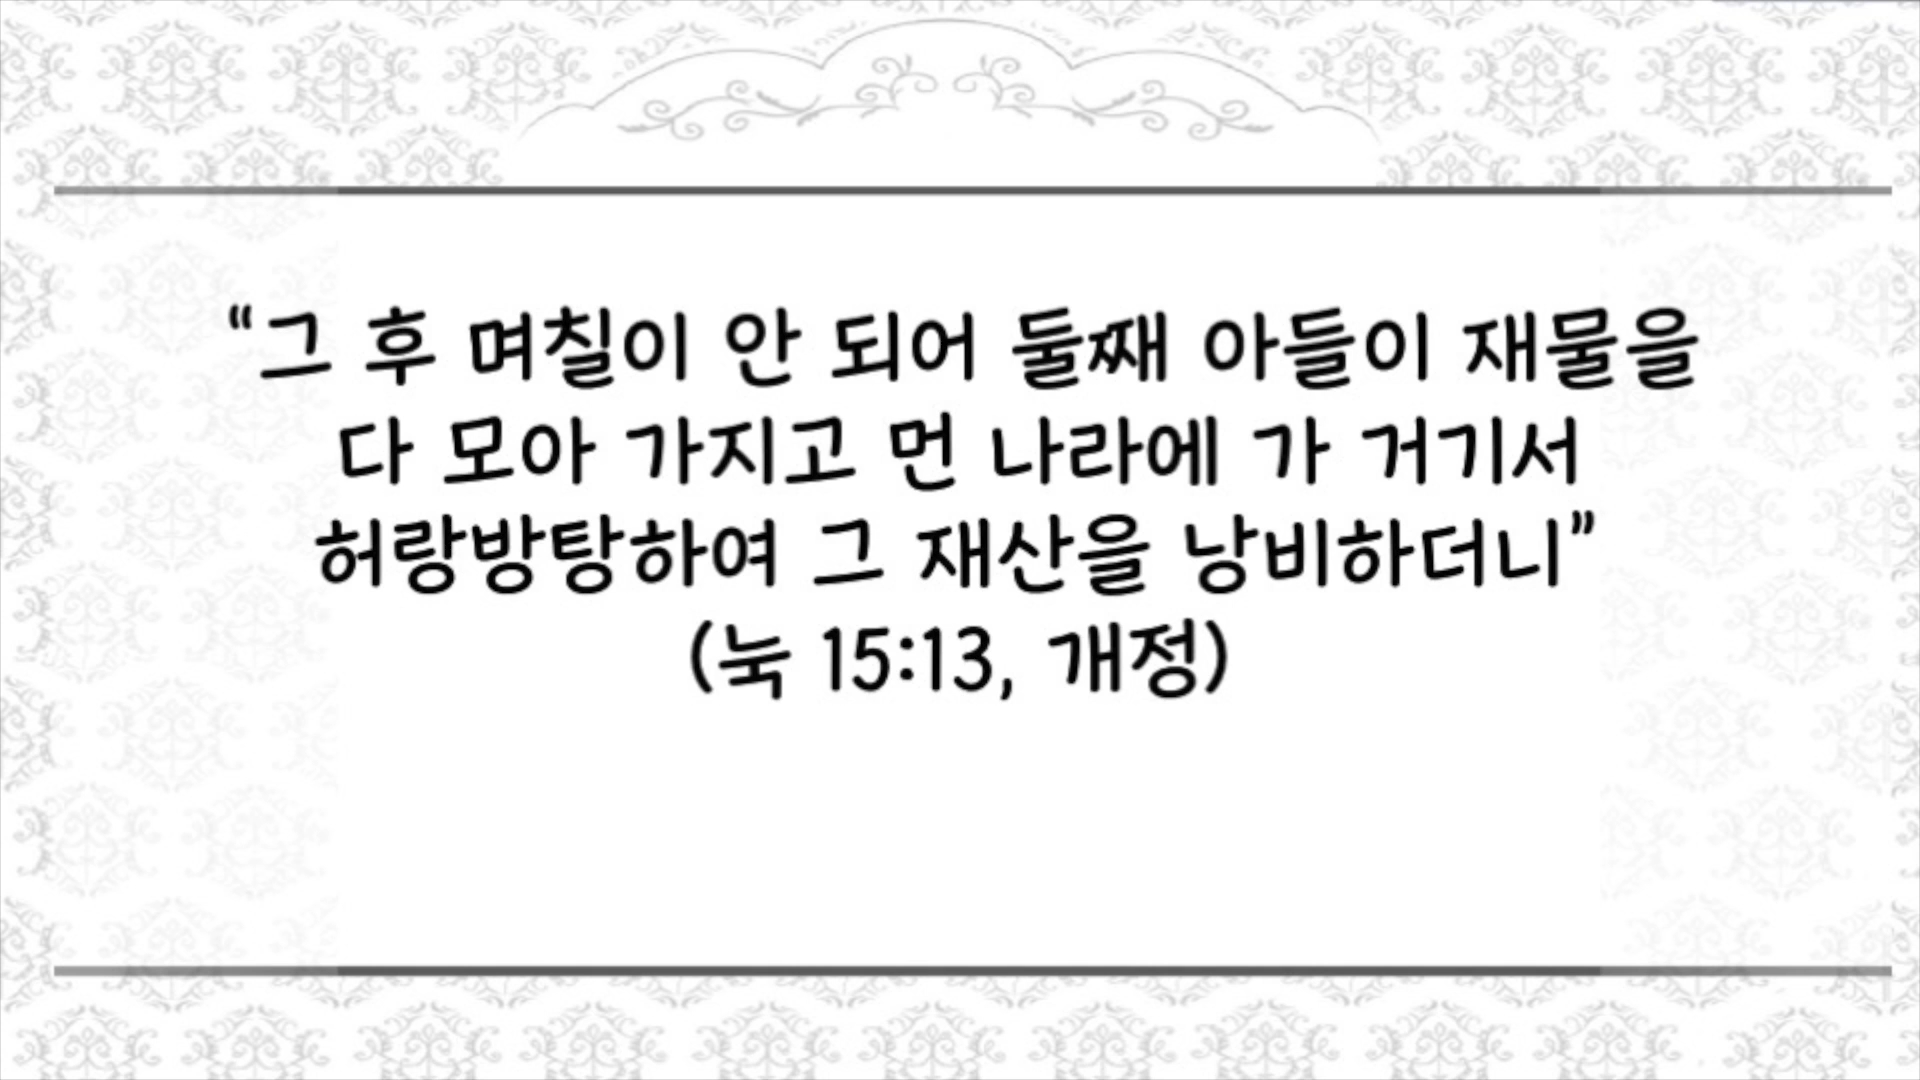 “그 후 며칠이 안 되어 둘째 아들이 재물을
다 모아 가지고 먼 나라에 가 거기서
허랑방탕하여 그 재산을 낭비하더니”
(눅 15:13, 개정)